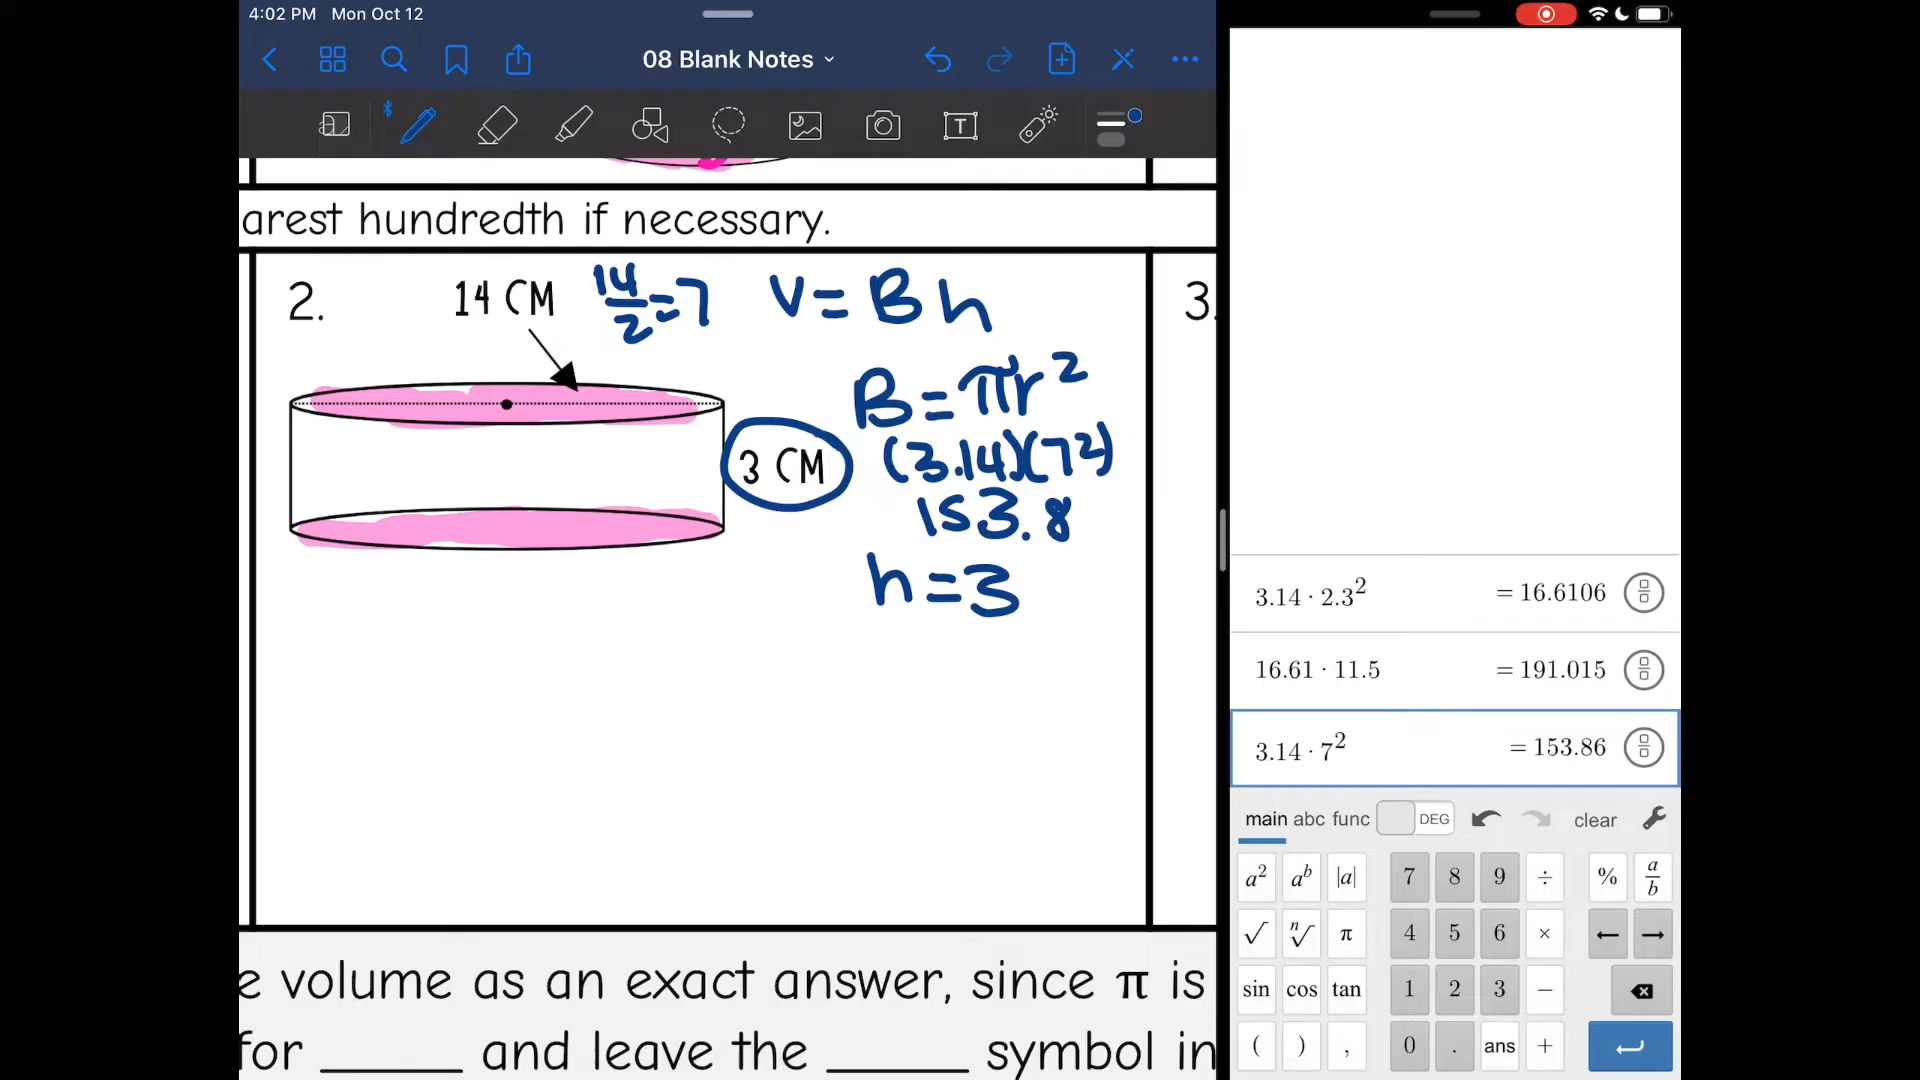 4:02 PM Mon Oct 12
08 Blank Notes
arest hundredth if necessary.
2.
14 CM
14/2=7
V=Bh
3.
B=πr²
3 CM
(3.14)(7²)
153.8
h=3
e volume as an exact answer, since π is
for _____ and leave the _____ symbol in
3.14 · 2.3² = 16.6106
16.61 · 11.5 = 191.015
3.14 · 7² = 153.86
main abc func DEG clear
a² aᵇ |a| 7 8 9 ÷ % a/b
√ ⁿ√ π 4 5 6 × ← →
sin cos tan 1 2 3 −
( ) , 0 . ans +